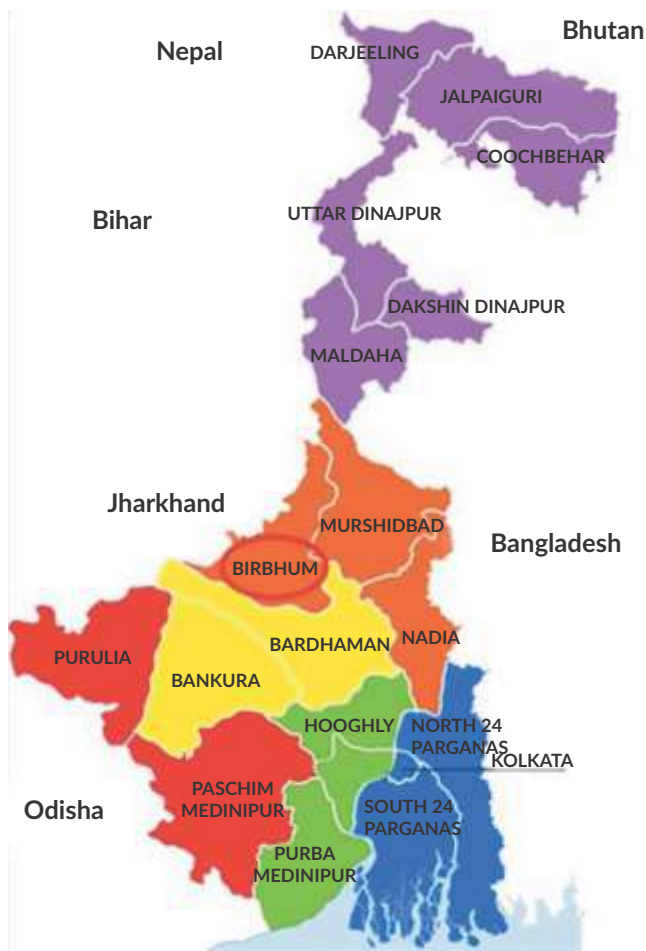 Bhutan
Nepal
DARJEELING
JALPAIGURI
COOCHBEHAR
UTTAR DINAJPUR
Bihar
DAKSHIN DINAJPUR
MALDAHA
Jharkhand
MURSHIDBAD
Bangladesh
BIRBHUM
NADIA
BARDHAMAN
PURULIA
BANKURA
HOOGHLY
NORTH 24
PARGANAS
KOLKATA
PASCHIM
MEDINIPUR
Odisha
SOUTH 24
PARGANAS
PURBA
MEDINIPUR